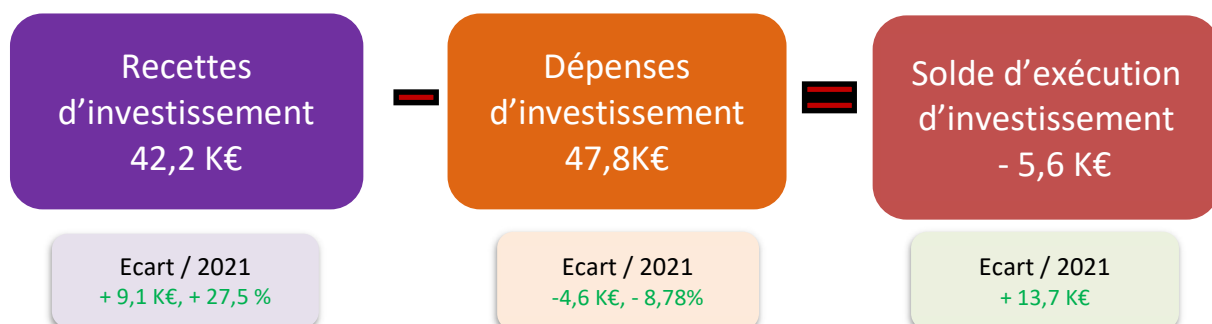 Recettes
d'investissement
42,2 K€
Dépenses
d'investissement
47,8K€
Solde d'exécution
d'investissement
- 5,6 K€
Ecart / 2021
+ 9,1 K€, + 27,5 %
Ecart / 2021
-4,6 K€, - 8,78%
Ecart / 2021
+ 13,7 K€